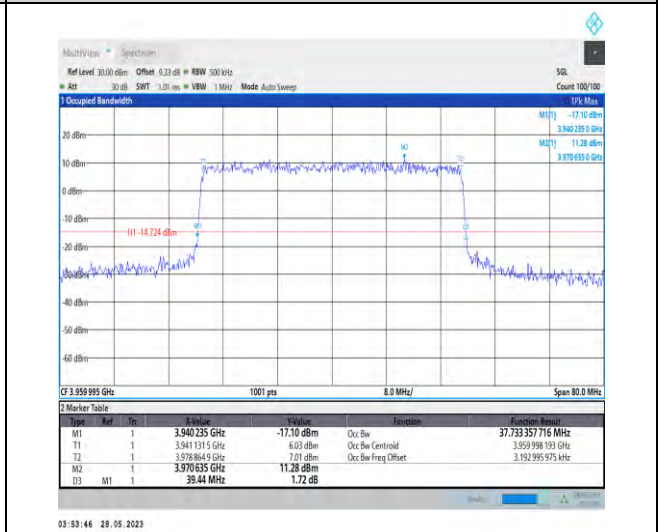 MultiView Spectrum
Ref Level 30.00 dBm Offset 9.33 dB RBW 500 kHz SGL
Att 30 dB SWT 1.01 ms VBW 1 MHz Mode Auto Sweep Count 100/100
1 Occupied Bandwidth 1Pk Max
M1[1] -17.10 dBm
3.940 235 0 GHz
M2[1] 11.28 dBm
3.970 635 0 GHz
20 dBm
M2
T1
T2
10 dBm
0 dBm
-10 dBm
H1 -14.724 dBm
M1
D3
-20 dBm
-30 dBm
-40 dBm
-50 dBm
-60 dBm
CF 3.959 995 GHz 1001 pts 8.0 MHz/ Span 80.0 MHz
2 Marker Table
Type Ref Trc X-Value Y-Value Function Function Result
M1 1 3.940 235 GHz -17.10 dBm Occ Bw 37.733 357 716 MHz
T1 1 3.941 131 5 GHz 6.03 dBm Occ Bw Centroid 3.959 998 193 GHz
T2 1 3.978 864 9 GHz 7.01 dBm Occ Bw Freq Offset 3.192 995 975 kHz
M2 1 3.970 635 GHz 11.28 dBm
D3 M1 1 39.44 MHz 1.72 dB
03:53:46 28.05.2023